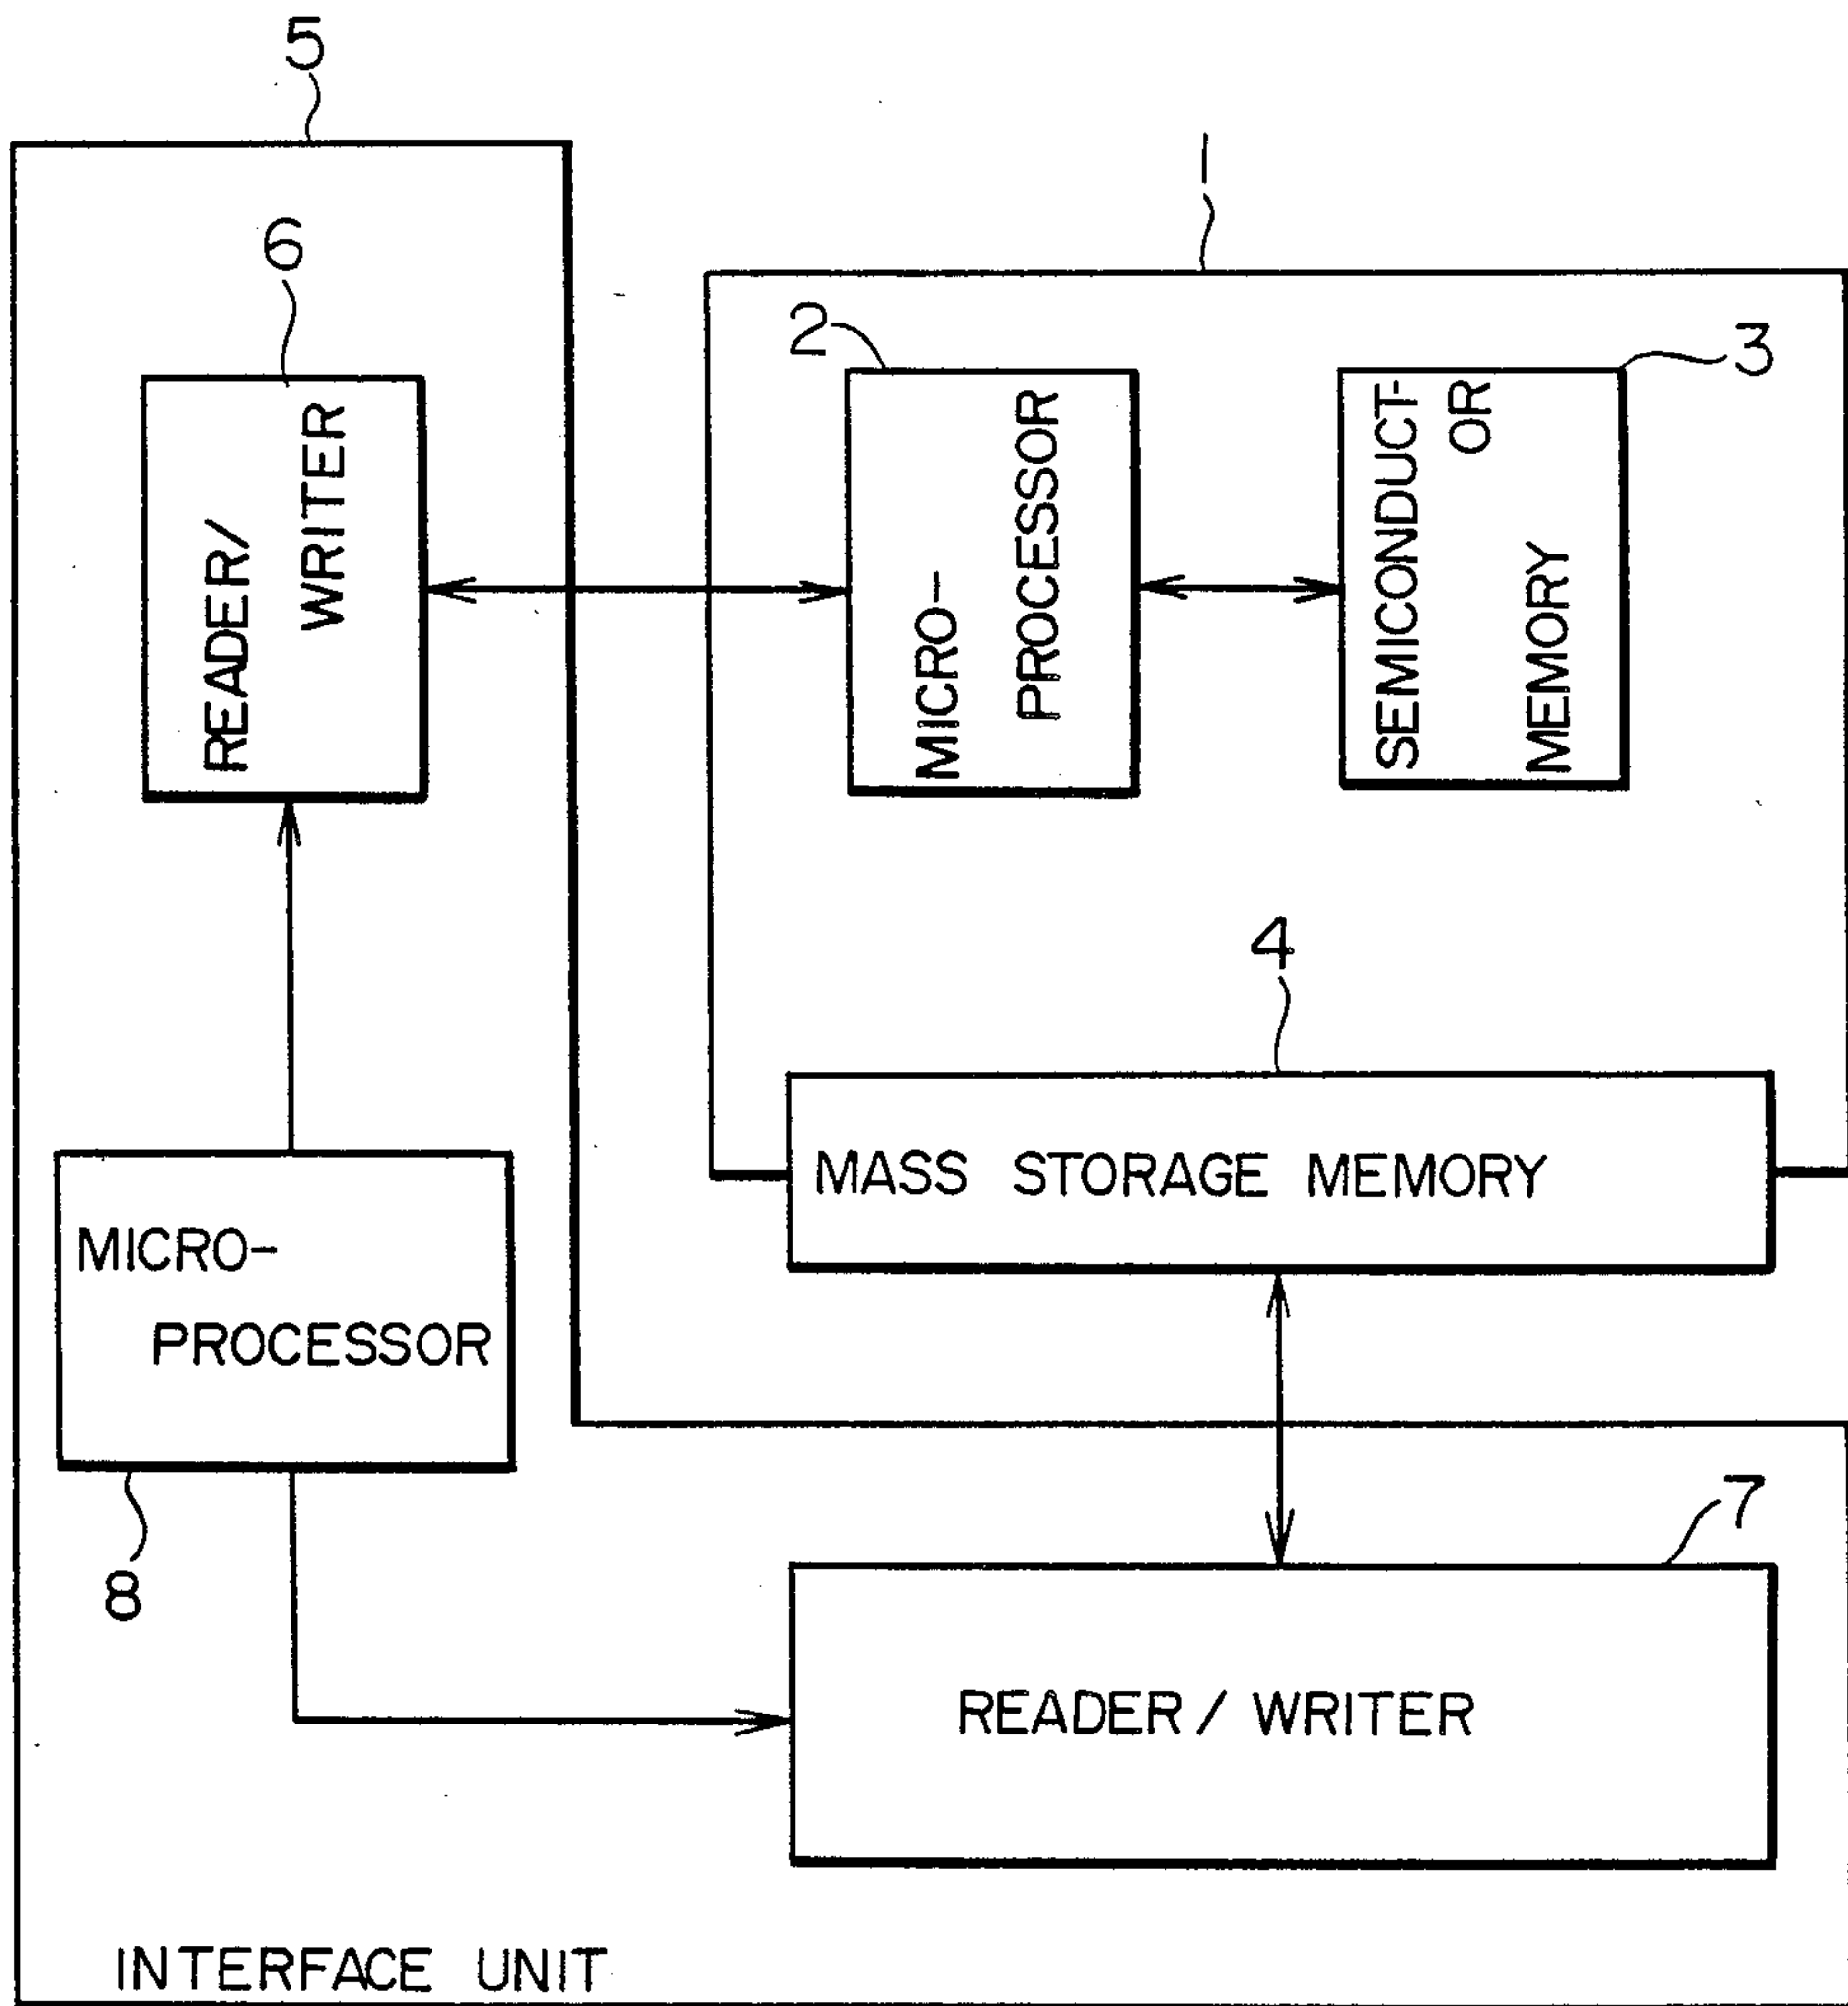 5
1
6
2
3
READER/
WRITER
MICRO-
PROCESSOR
SEMICONDUCT-
OR
MEMORY
4
MASS STORAGE MEMORY
MICRO-
PROCESSOR
8
7
READER / WRITER
INTERFACE UNIT